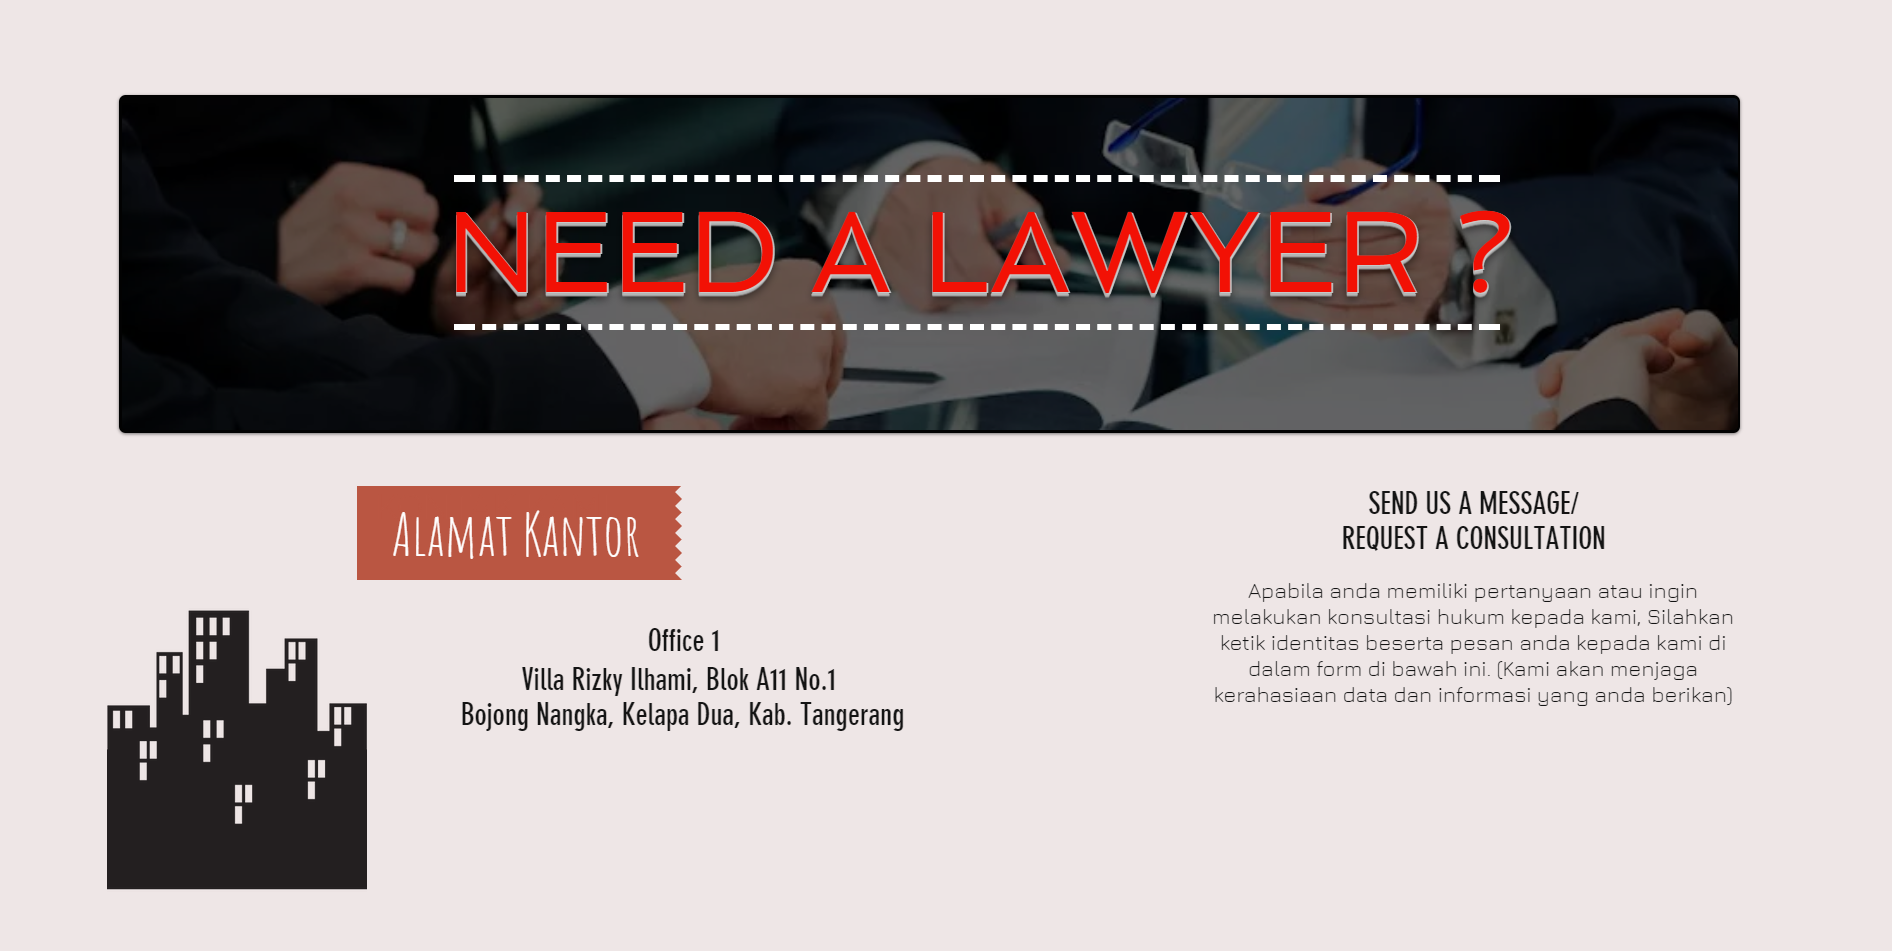 NEED A LAWYER ?
Alamat Kantor
Office 1
Villa Rizky Ilhami, Blok A11 No.1
Bojong Nangka, Kelapa Dua, Kab. Tangerang
SEND US A MESSAGE/
REQUEST A CONSULTATION
Apabila anda memiliki pertanyaan atau ingin
melakukan konsultasi hukum kepada kami, Silahkan
ketik identitas beserta pesan anda kepada kami di
dalam form di bawah ini. (Kami akan menjaga
kerahasiaan data dan informasi yang anda berikan)